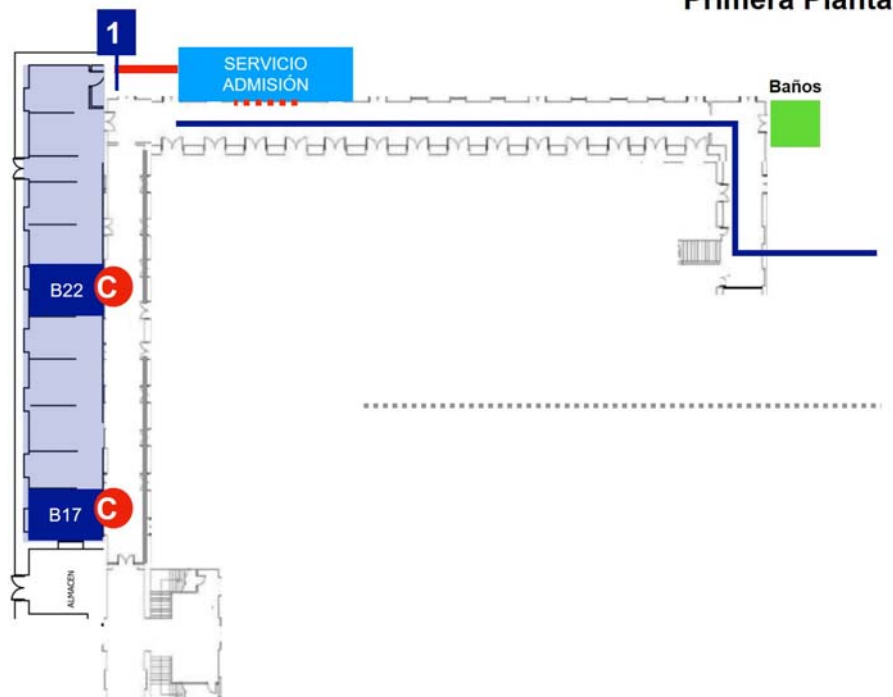 Primera Planta
1
SERVICIO
ADMISIÓN
Baños
B22
C
B17
C
ALMACEN